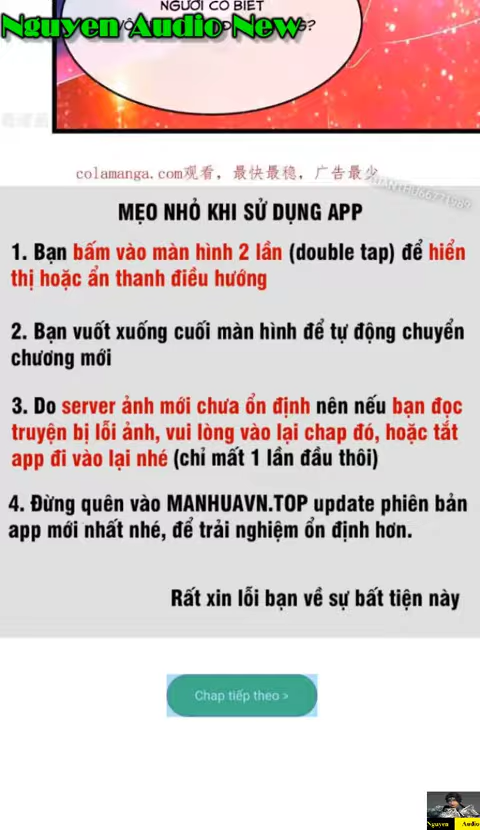 NGƯƠI CÓ BIẾT
Nguyen Audio New
G?
colamanga.com观看，最快最稳，广告最少
MẸO NHỎ KHI SỬ DỤNG APP
1. Bạn bấm vào màn hình 2 lần (double tap) để hiển
thị hoặc ẩn thanh điều hướng
2. Bạn vuốt xuống cuối màn hình để tự động chuyển
chương mới
3. Do server ảnh mới chưa ổn định nên nếu bạn đọc
truyện bị lỗi ảnh, vui lòng vào lại chap đó, hoặc tắt
app đi vào lại nhé (chỉ mất 1 lần đầu thôi)
4. Đừng quên vào MANHUAVN.TOP update phiên bản
app mới nhất nhé, để trải nghiệm ổn định hơn.
Rất xin lỗi bạn về sự bất tiện này
Chap tiếp theo >
Nguyen Audio